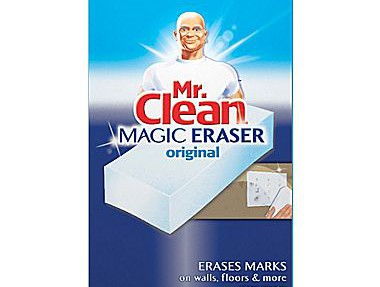 Mr.
Clean
MAGIC ERASER
original
ERASES MARKS
on walls, floors & more